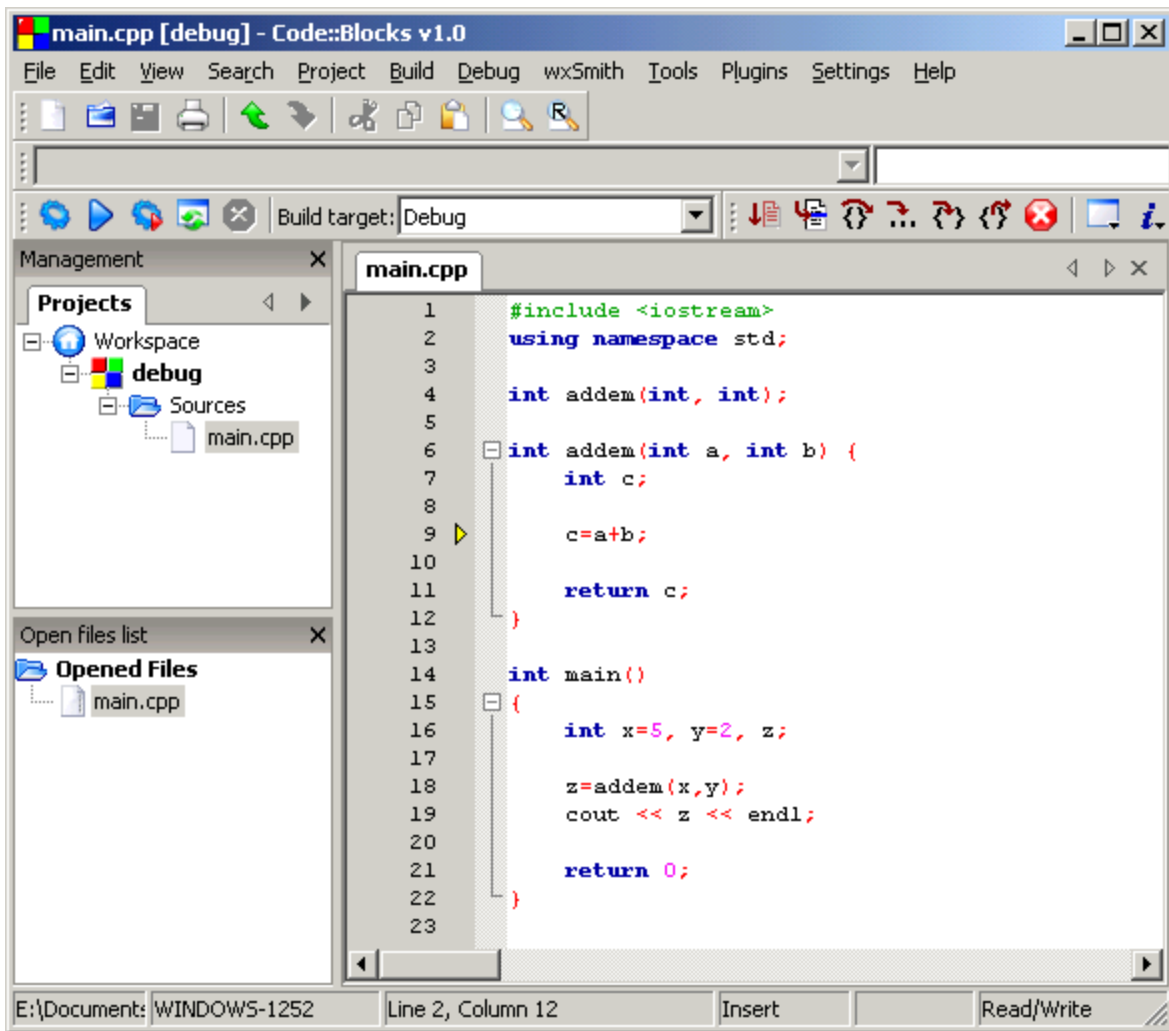 main.cpp [debug] - Code::Blocks v1.0
File Edit View Search Project Build Debug wxSmith Tools Plugins Settings Help
Build target: Debug
Management
Projects
Workspace
debug
Sources
main.cpp
Open files list
Opened Files
main.cpp
main.cpp
1 #include <iostream>
2 using namespace std;
3
4 int addem(int, int);
5
6 int addem(int a, int b) {
7 int c;
8
9 c=a+b;
10
11 return c;
12 }
13
14 int main()
15 {
16 int x=5, y=2, z;
17
18 z=addem(x,y);
19 cout << z << endl;
20
21 return 0;
22 }
23
E:\Documents WINDOWS-1252 Line 2, Column 12 Insert Read/Write